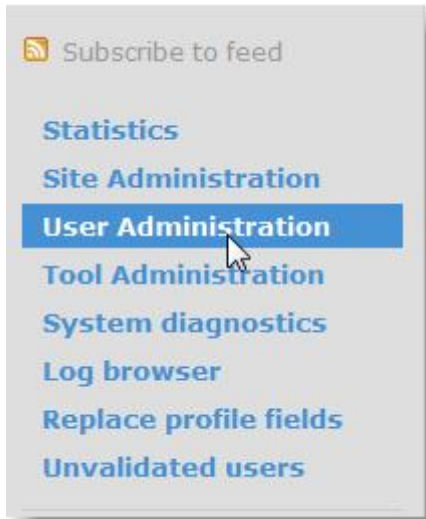 Subscribe to feed
Statistics
Site Administration
User Administration
Tool Administration
System diagnostics
Log browser
Replace profile fields
Unvalidated users